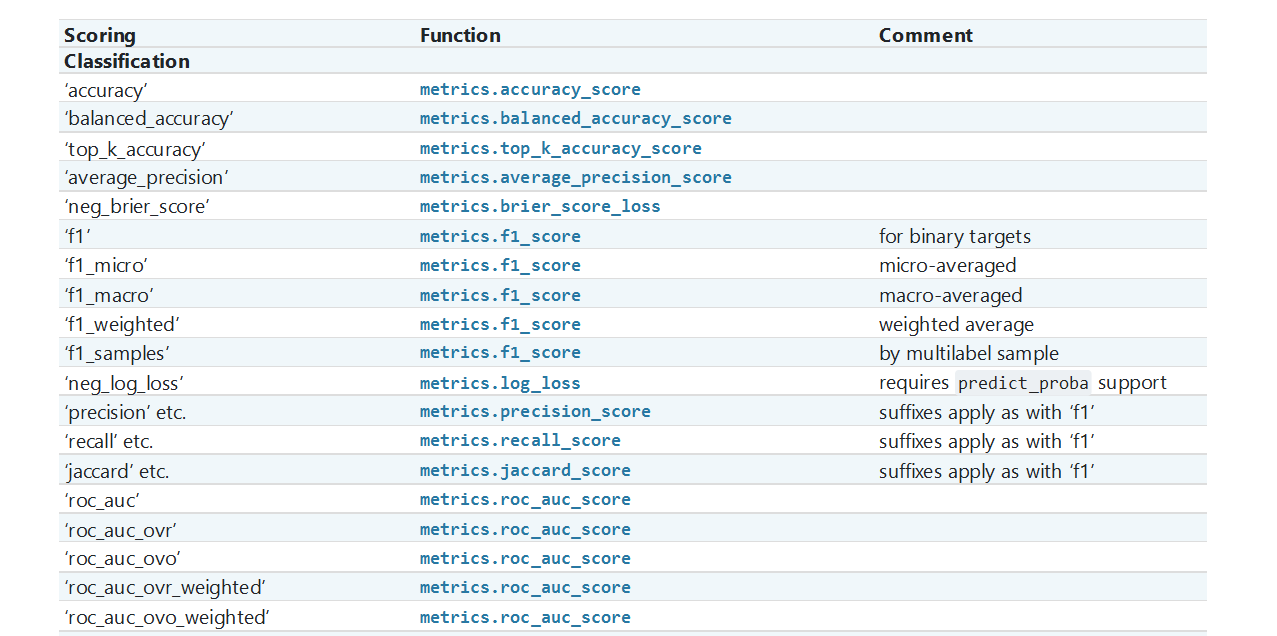 Scoring Function Comment
Classification
‘accuracy’ metrics.accuracy_score
‘balanced_accuracy’ metrics.balanced_accuracy_score
‘top_k_accuracy’ metrics.top_k_accuracy_score
‘average_precision’ metrics.average_precision_score
‘neg_brier_score’ metrics.brier_score_loss
‘f1’ metrics.f1_score for binary targets
‘f1_micro’ metrics.f1_score micro-averaged
‘f1_macro’ metrics.f1_score macro-averaged
‘f1_weighted’ metrics.f1_score weighted average
‘f1_samples’ metrics.f1_score by multilabel sample
‘neg_log_loss’ metrics.log_loss requires predict_proba support
‘precision’ etc. metrics.precision_score suffixes apply as with ‘f1’
‘recall’ etc. metrics.recall_score suffixes apply as with ‘f1’
‘jaccard’ etc. metrics.jaccard_score suffixes apply as with ‘f1’
‘roc_auc’ metrics.roc_auc_score
‘roc_auc_ovr’ metrics.roc_auc_score
‘roc_auc_ovo’ metrics.roc_auc_score
‘roc_auc_ovr_weighted’ metrics.roc_auc_score
‘roc_auc_ovo_weighted’ metrics.roc_auc_score